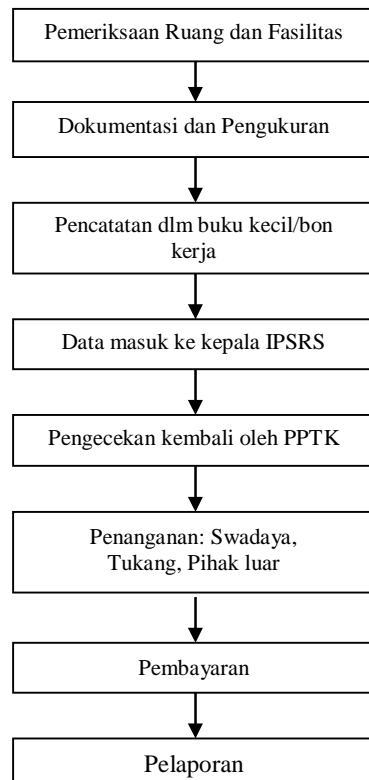 Pemeriksaan Ruang dan Fasilitas
Dokumentasi dan Pengukuran
Pencatatan dlm buku kecil/bon
kerja
Data masuk ke kepala IPSRS
Pengecekan kembali oleh PPTK
Penanganan: Swadaya,
Tukang, Pihak luar
Pembayaran
Pelaporan